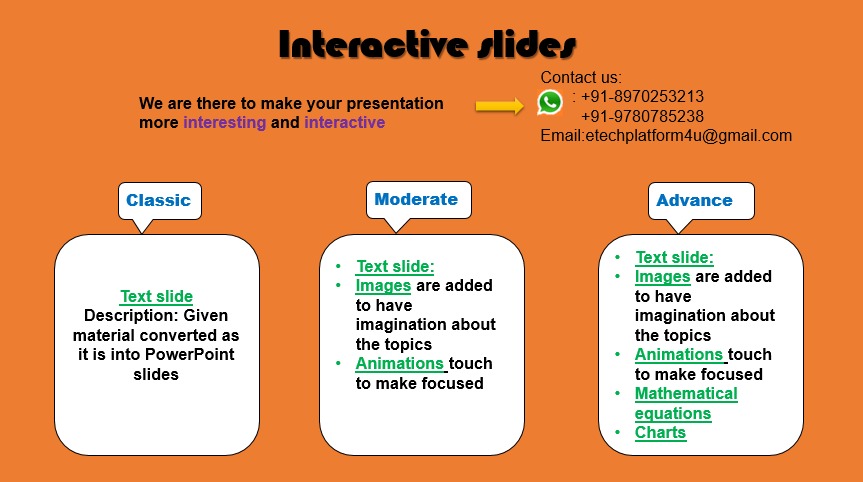 Interactive slides
We are there to make your presentation
more interesting and interactive
Contact us:
: +91-8970253213
+91-9780785238
Email:etechplatform4u@gmail.com
Classic
Text slide
Description: Given
material converted as
it is into PowerPoint
slides
Moderate
• Text slide:
• Images are added
to have
imagination about
the topics
• Animations touch
to make focused
Advance
• Text slide:
• Images are added
to have
imagination about
the topics
• Animations touch
to make focused
• Mathematical
equations
• Charts